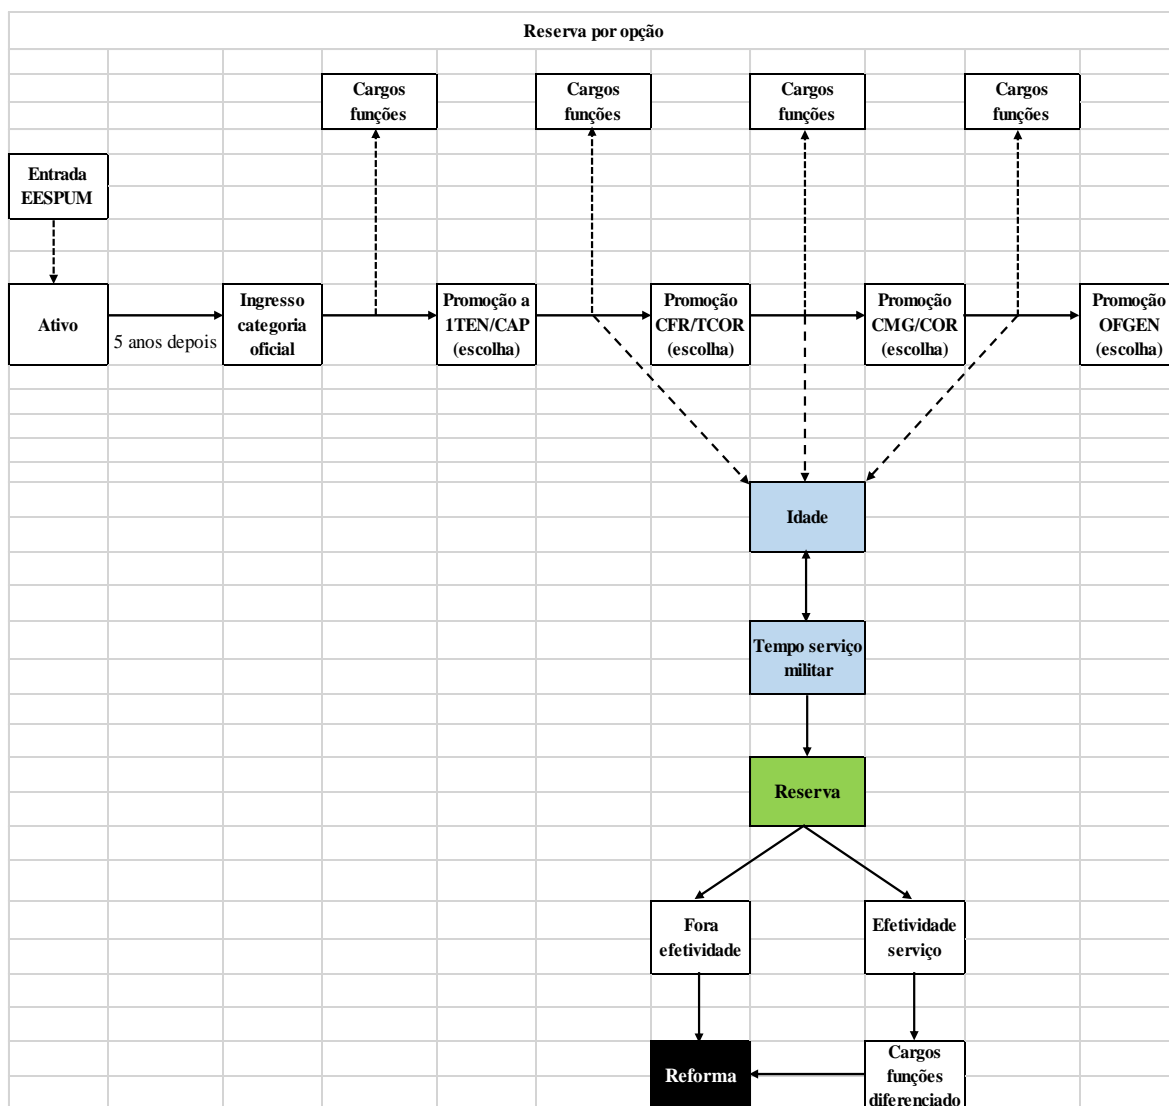 Reserva por opção
Cargos
funções
Cargos
funções
Cargos
funções
Cargos
funções
Entrada
EESPUM
Ativo
5 anos depois
Ingresso
categoria
oficial
Promoção a
1TEN/CAP
(escolha)
Promoção
CFR/TCOR
(escolha)
Promoção
CMG/COR
(escolha)
Promoção
OFGEN
(escolha)
Idade
Tempo serviço
militar
Reserva
Fora
efetividade
Efetividade
serviço
Reforma
Cargos
funções
diferenciado